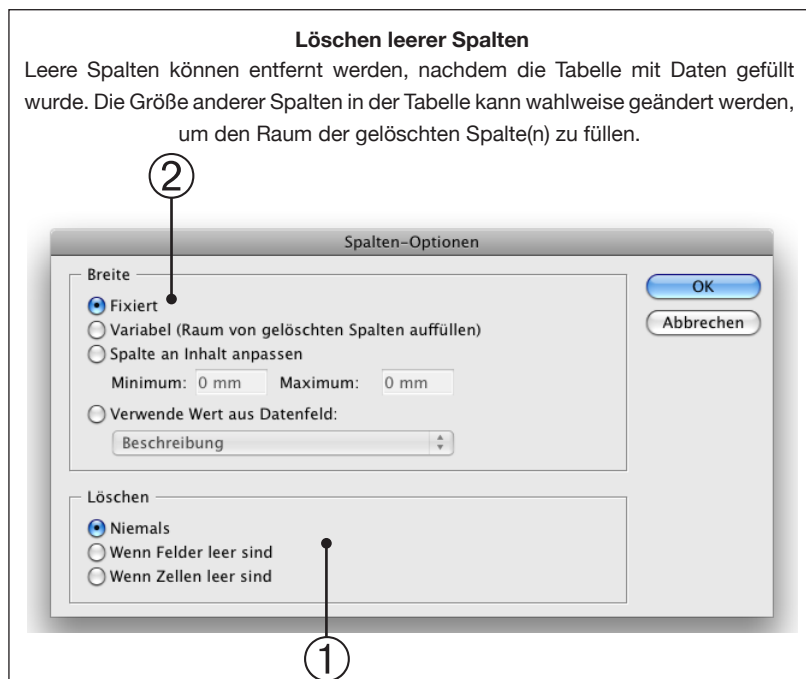 Löschen leerer Spalten
Leere Spalten können entfernt werden, nachdem die Tabelle mit Daten gefüllt
wurde. Die Größe anderer Spalten in der Tabelle kann wahlweise geändert werden,
um den Raum der gelöschten Spalte(n) zu füllen.
2
Spalten-Optionen
Breite
Fixiert
Variabel (Raum von gelöschten Spalten auffüllen)
Spalte an Inhalt anpassen
Minimum: 0 mm Maximum: 0 mm
Verwende Wert aus Datenfeld:
Beschreibung
OK
Abbrechen
Löschen
Niemals
Wenn Felder leer sind
Wenn Zellen leer sind
1